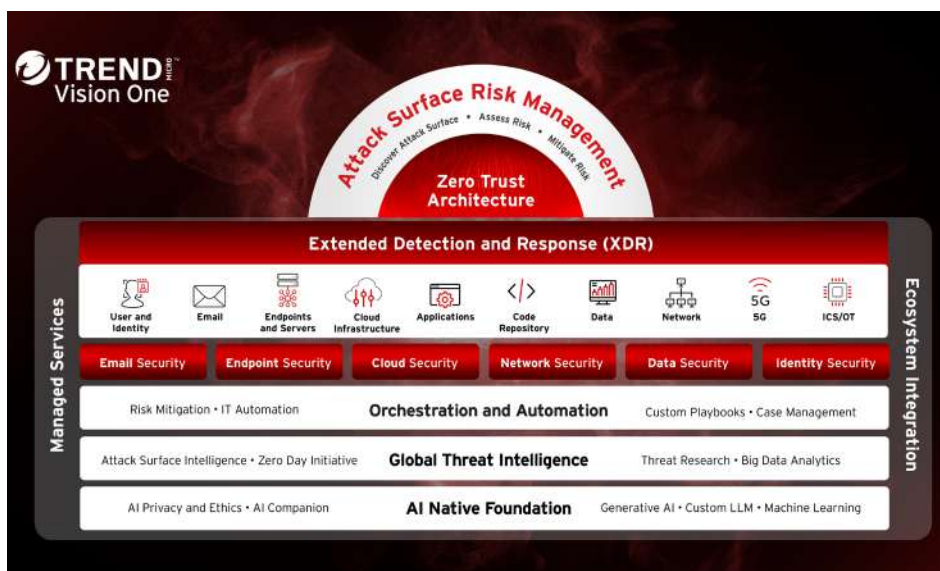 TREND MICRO
Vision One
Attack Surface Risk Management
Discover Attack Surface • Assess Risk • Mitigate Risk
Zero Trust
Architecture
Managed Services
Ecosystem Integration
Extended Detection and Response (XDR)
User and
Identity
Email
Endpoints
and Servers
Cloud
Infrastructure
Applications
Code
Repository
Data
Network
5G
5G
ICS/OT
Email Security
Endpoint Security
Cloud Security
Network Security
Data Security
Identity Security
Risk Mitigation • IT Automation
Orchestration and Automation
Custom Playbooks • Case Management
Attack Surface Intelligence • Zero Day Initiative
Global Threat Intelligence
Threat Research • Big Data Analytics
AI Privacy and Ethics • AI Companion
AI Native Foundation
Generative AI • Custom LLM • Machine Learning